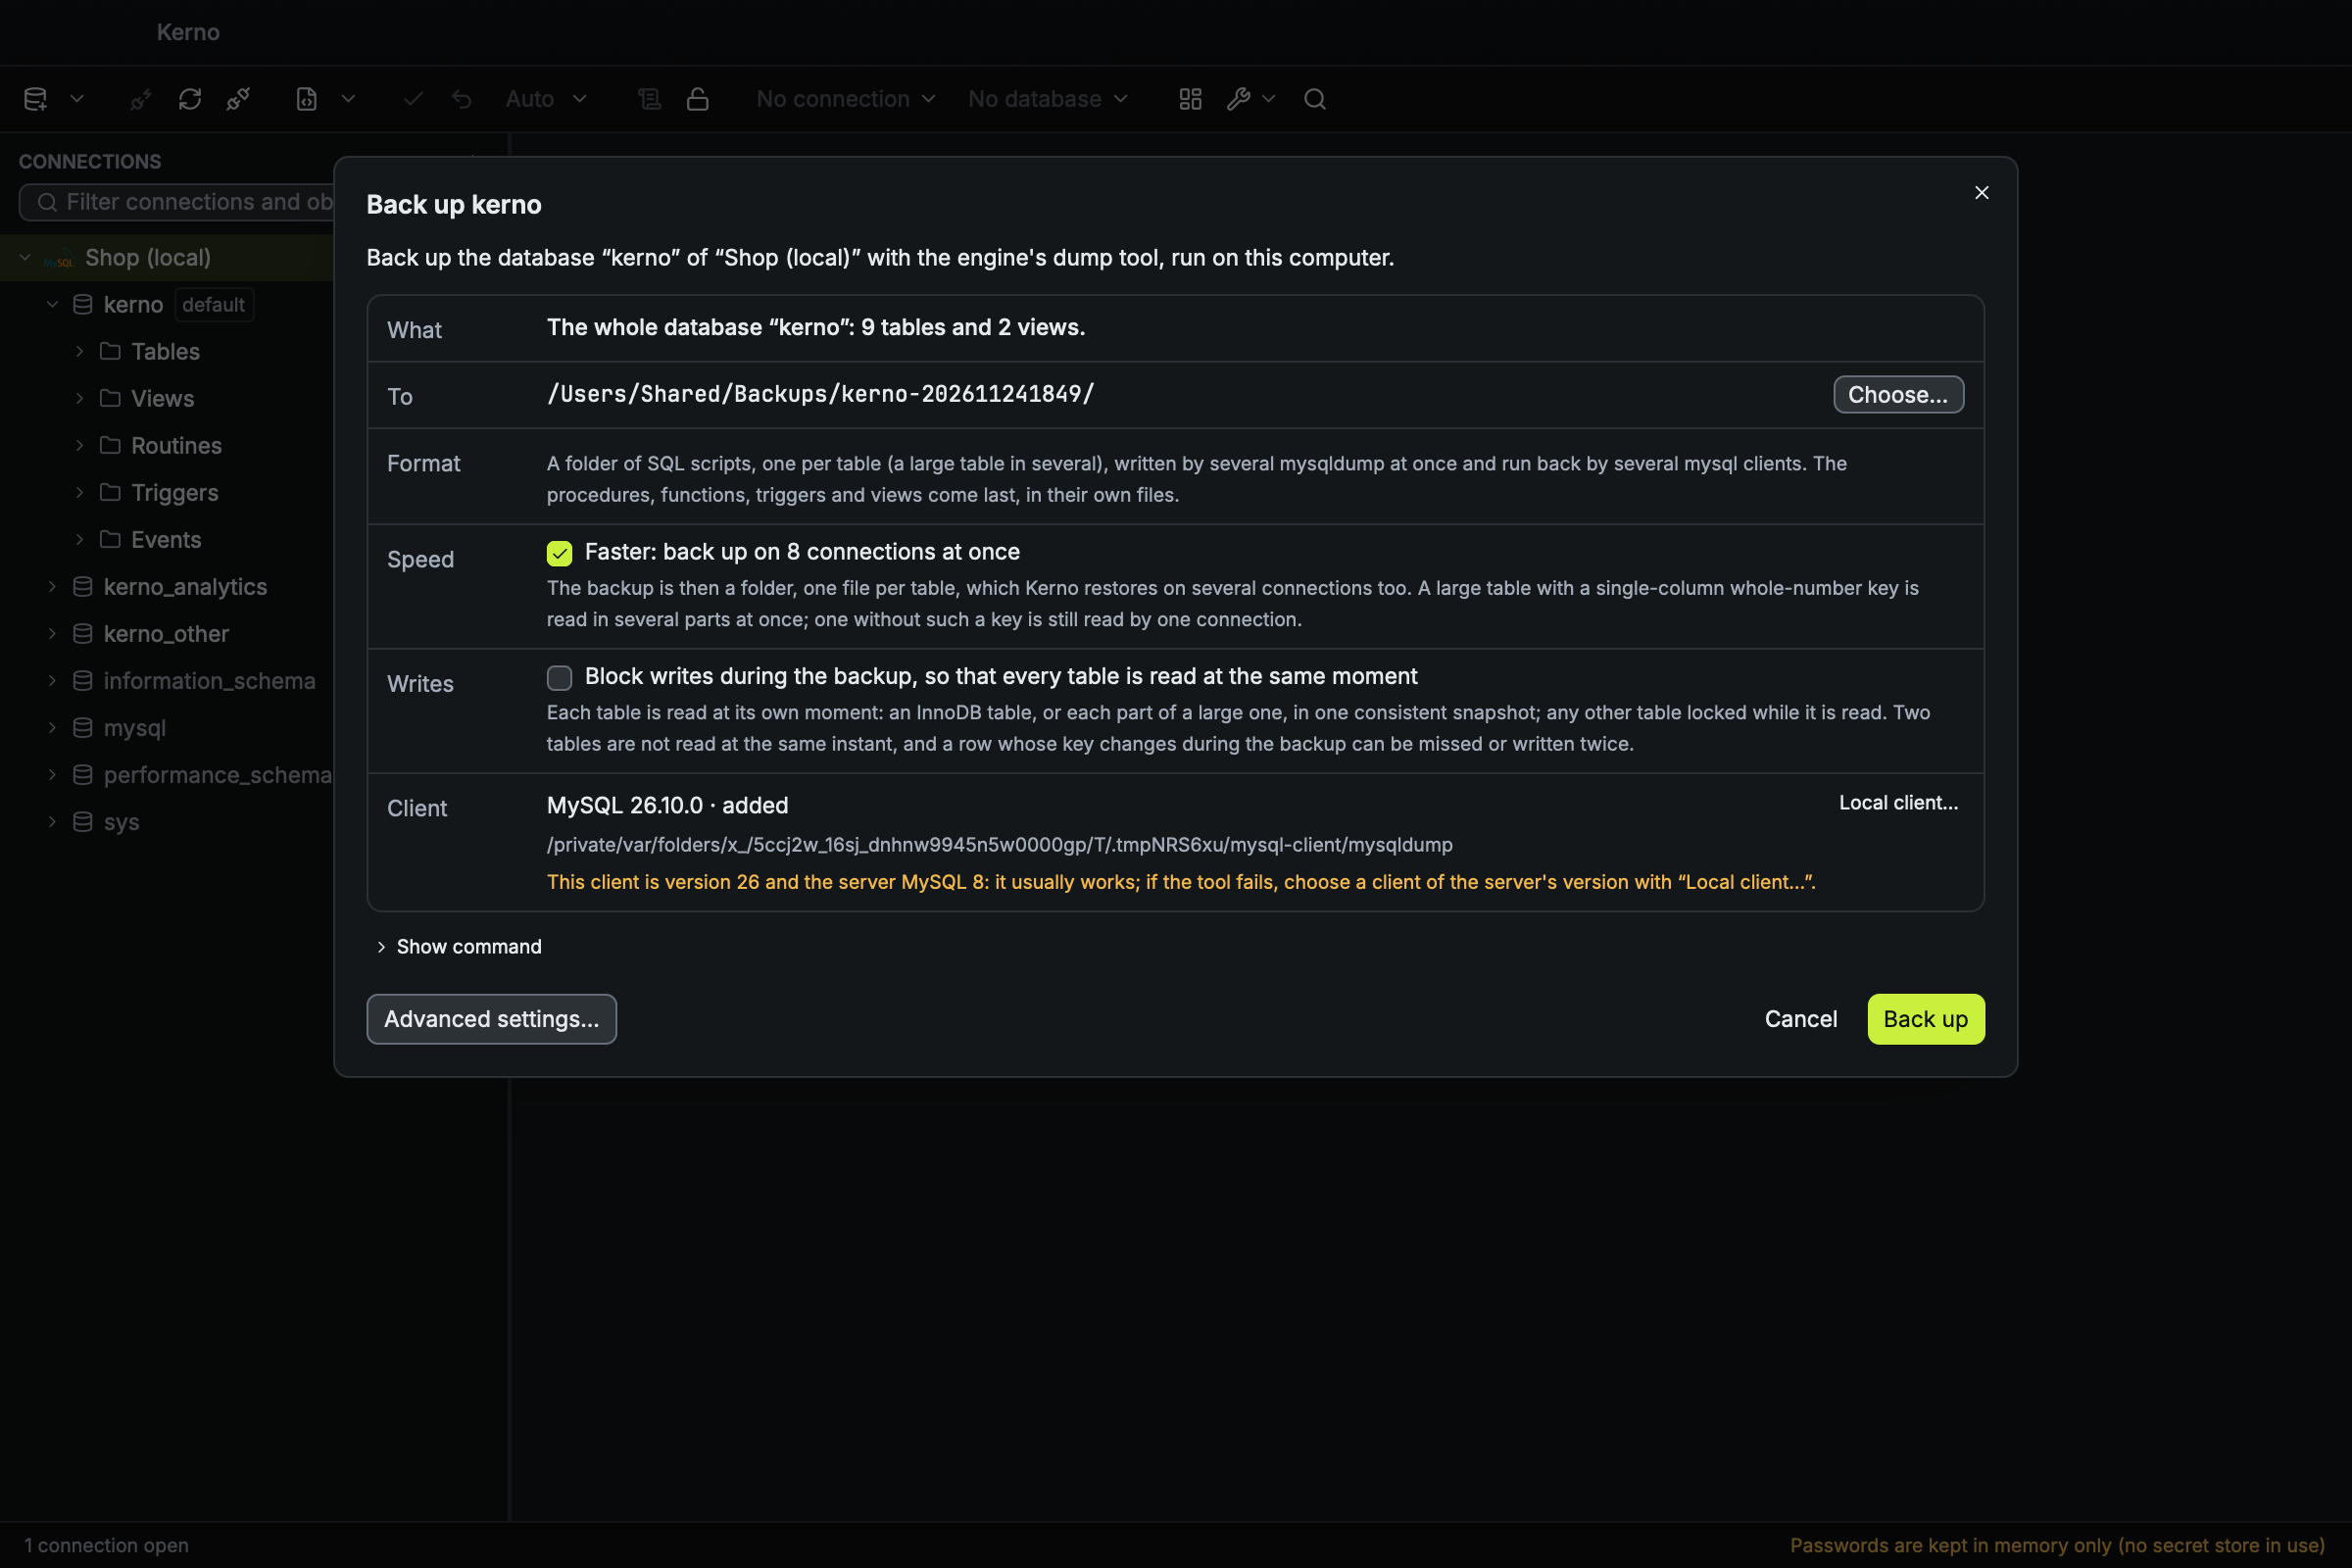 Kerno
Auto
No connection
No database
CONNECTIONS
Filter connections and ob
MySQL Shop (local)
kerno default
Tables
Views
Routines
Triggers
Events
kerno_analytics
kerno_other
information_schema
mysql
performance_schema
sys
Back up kerno
Back up the database “kerno” of “Shop (local)” with the engine's dump tool, run on this computer.
What
The whole database “kerno”: 9 tables and 2 views.
To
/Users/Shared/Backups/kerno-202611241849/
Choose...
Format
A folder of SQL scripts, one per table (a large table in several), written by several mysqldump at once and run back by several mysql clients. The
procedures, functions, triggers and views come last, in their own files.
Speed
Faster: back up on 8 connections at once
The backup is then a folder, one file per table, which Kerno restores on several connections too. A large table with a single-column whole-number key is
read in several parts at once; one without such a key is still read by one connection.
Writes
Block writes during the backup, so that every table is read at the same moment
Each table is read at its own moment: an InnoDB table, or each part of a large one, in one consistent snapshot; any other table locked while it is read. Two
tables are not read at the same instant, and a row whose key changes during the backup can be missed or written twice.
Client
MySQL 26.10.0 · added
Local client...
/private/var/folders/x_/5ccj2w_16sj_dnhnw9945n5w0000gp/T/.tmpNRS6xu/mysql-client/mysqldump
This client is version 26 and the server MySQL 8: it usually works; if the tool fails, choose a client of the server's version with “Local client...”.
Show command
Advanced settings...
Cancel
Back up
1 connection open
Passwords are kept in memory only (no secret store in use)